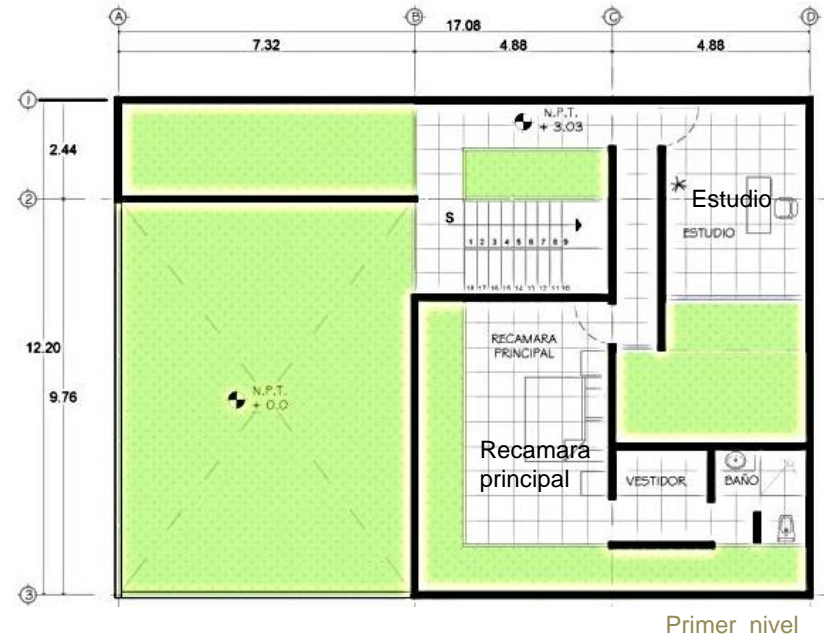 A
B
C
D
17.08
7.32
4.88
4.88
1
N.P.T.
+ 3.03
2.44
2
Estudio
ESTUDIO
S
1 2 3 4 5 6 7 8 9
18 17 16 15 14 13 12 11 10
RECAMARA
PRINCIPAL
12.20
9.76
N.P.T.
+ 0.0
Recamara
principal
VESTIDOR
BAÑO
3
Primer nivel